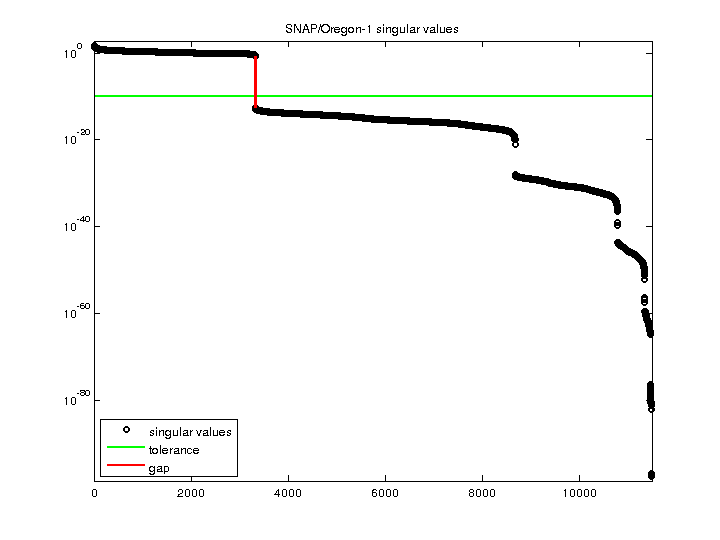 SNAP/Oregon-1 singular values
10^0
10^-20
10^-40
10^-60
10^-80
singular values
tolerance
gap
0 2000 4000 6000 8000 10000